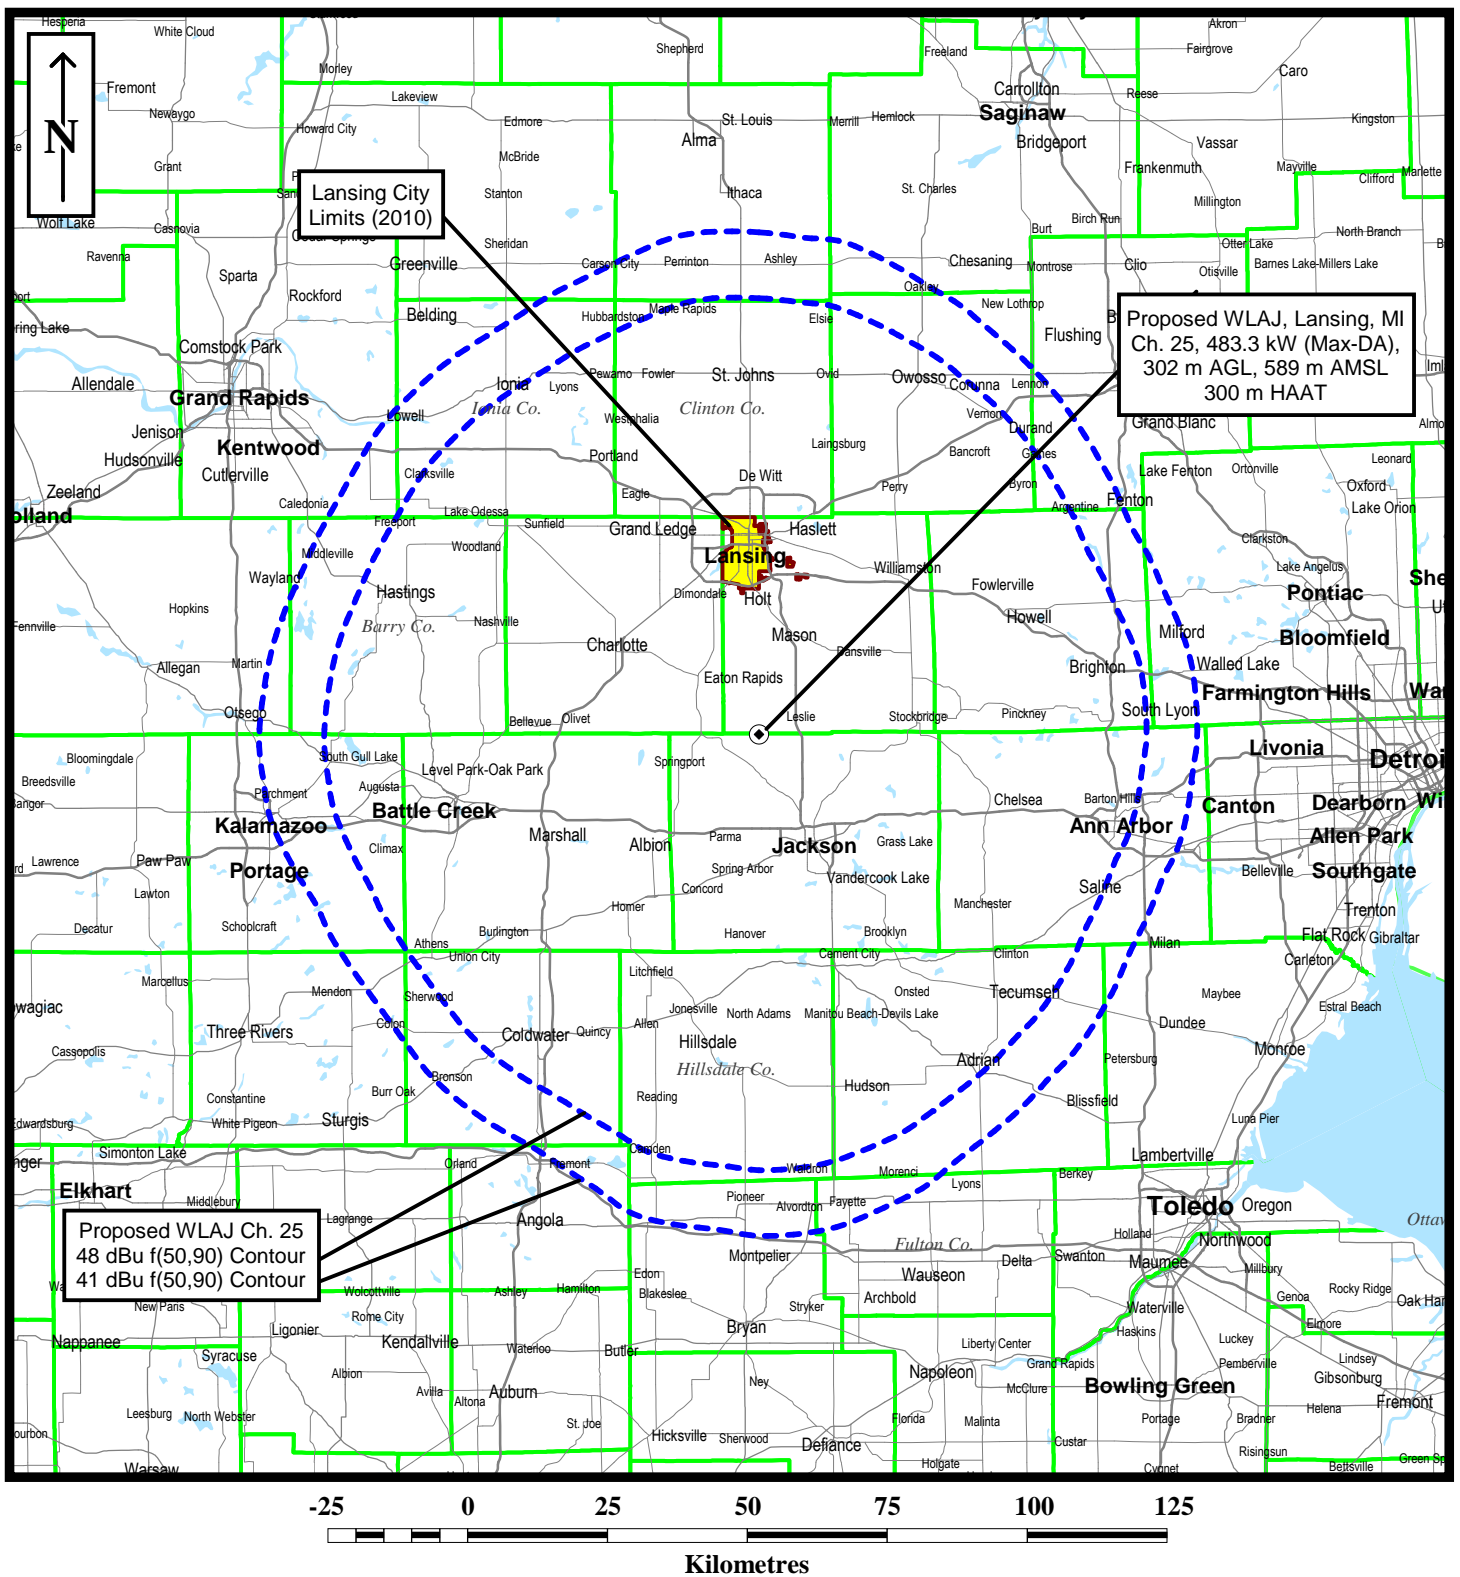 Hesperia
White Cloud
Morley
Shepherd
Freeland
Akron
Fairgrove
Caro
Fremont
Newaygo
Howard City
Lakeview
Edmore
McBride
Alma
St. Louis
Merrill
Hemlock
Carrollton
Saginaw
Bridgeport
Reese
Vassar
Kingston
N
Grant
Stanton
Ithaca
St. Charles
Frankenmuth
Mayville
Clifford
Marlette
Millington
Birch Run
Lansing City
Limits (2010)
Wolf Lake
Casnovia
Sheridan
Burt
Otter Lake
North Branch
Ravenna
Sparta
Greenville
Carson City
Perrinton
Ashley
Chesaning
Montrose
Clio
Otisville
Barnes Lake-Millers Lake
Rockford
Belding
Hubbardston
Maple Rapids
Elsie
Oakley
New Lothrop
Flushing
Proposed WLAJ, Lansing, MI
Ch. 25, 483.3 kW (Max-DA),
302 m AGL, 589 m AMSL
300 m HAAT
ring Lake
Comstock Park
Allendale
Grand Rapids
Ionia
Lyons
Pewamo
Fowler
St. Johns
Ovid
Owosso
Corunna
Lennon
Jenison
Lowell
Ionia Co.
Westphalia
Clinton Co.
Vernon
Durand
Grand Blanc
Hudsonville
Kentwood
Cutlerville
Clarksville
Portland
Laingsburg
Bancroft
Gaines
Lake Fenton
Ortonville
Leonard
Zeeland
olland
Caledonia
Lake Odessa
Eagle
De Witt
Perry
Byron
Argentine
Fenton
Oxford
Lake Orion
Freeport
Sunfield
Grand Ledge
Haslett
Clarkston
Middleville
Woodland
Lansing
Williamston
Lake Angelus
Wayland
Hastings
Dimondale
Holt
Fowlerville
Pontiac
Hopkins
Barry Co.
Nashville
Mason
Howell
Milford
Bloomfield
Fennville
Charlotte
Dansville
Allegan
Martin
Eaton Rapids
Brighton
Walled Lake
Farmington Hills
Otsego
Bellevue
Olivet
Leslie
Stockbridge
Pinckney
South Lyon
Bloomingdale
South Gull Lake
Level Park-Oak Park
Springport
Livonia
Breedsville
Parchment
Augusta
Battle Creek
Chelsea
Barton Hills
Canton
Dearborn
Kalamazoo
Climax
Marshall
Albion
Parma
Jackson
Grass Lake
Ann Arbor
Allen Park
Lawrence
Paw Paw
Portage
Spring Arbor
Vandercook Lake
Belleville
Southgate
Lawton
Concord
Saline
Decatur
Schoolcraft
Homer
Manchester
Trenton
Athens
Burlington
Hanover
Brooklyn
Milan
Flat Rock
Gibraltar
Union City
Cement City
Clinton
Carleton
Marcellus
Mendon
Sherwood
Litchfield
Onsted
Tecumseh
Maybee
Estral Beach
wagiac
Three Rivers
Colon
Coldwater
Quincy
Allen
Jonesville
North Adams
Manitou Beach-Devils Lake
Dundee
Cassopolis
Hillsdale
Hillsdale Co.
Adrian
Petersburg
Monroe
Constantine
Burr Oak
Bronson
Reading
Hudson
Blissfield
Edwardsburg
White Pigeon
Sturgis
Luna Pier
Simonton Lake
Orland
Fremont
Camden
Waldron
Morenci
Berkey
Lambertville
Elkhart
Middlebury
Lagrange
Angola
Pioneer
Alvordton
Fayette
Lyons
Toledo
Oregon
Proposed WLAJ Ch. 25
48 dBu f(50,90) Contour
41 dBu f(50,90) Contour
Montpelier
Fulton Co.
Delta
Swanton
Holland
Maumee
Northwood
New Paris
Wolcottville
Ashley
Hamilton
Edon
Blakeslee
Wauseon
Archbold
Millbury
Genoa
Rocky Ridge
Rome City
Stryker
Waterville
Elmore
Nappanee
Ligonier
Kendallville
Waterloo
Butler
Bryan
Liberty Center
Haskins
Luckey
Syracuse
Albion
Grand Rapids
Pemberville
Lindsey
Gibsonburg
Avilla
Altona
Auburn
Ney
Napoleon
McClure
Bowling Green
Fremont
Leesburg
North Webster
St. Joe
Hicksville
Sherwood
Defiance
Florida
Malinta
Portage
Bradner
Helena
Custar
Risingsun
Warsaw
Holgate
Cygnet
Bettsville
-25 0 25 50 75 100 125
Kilometres